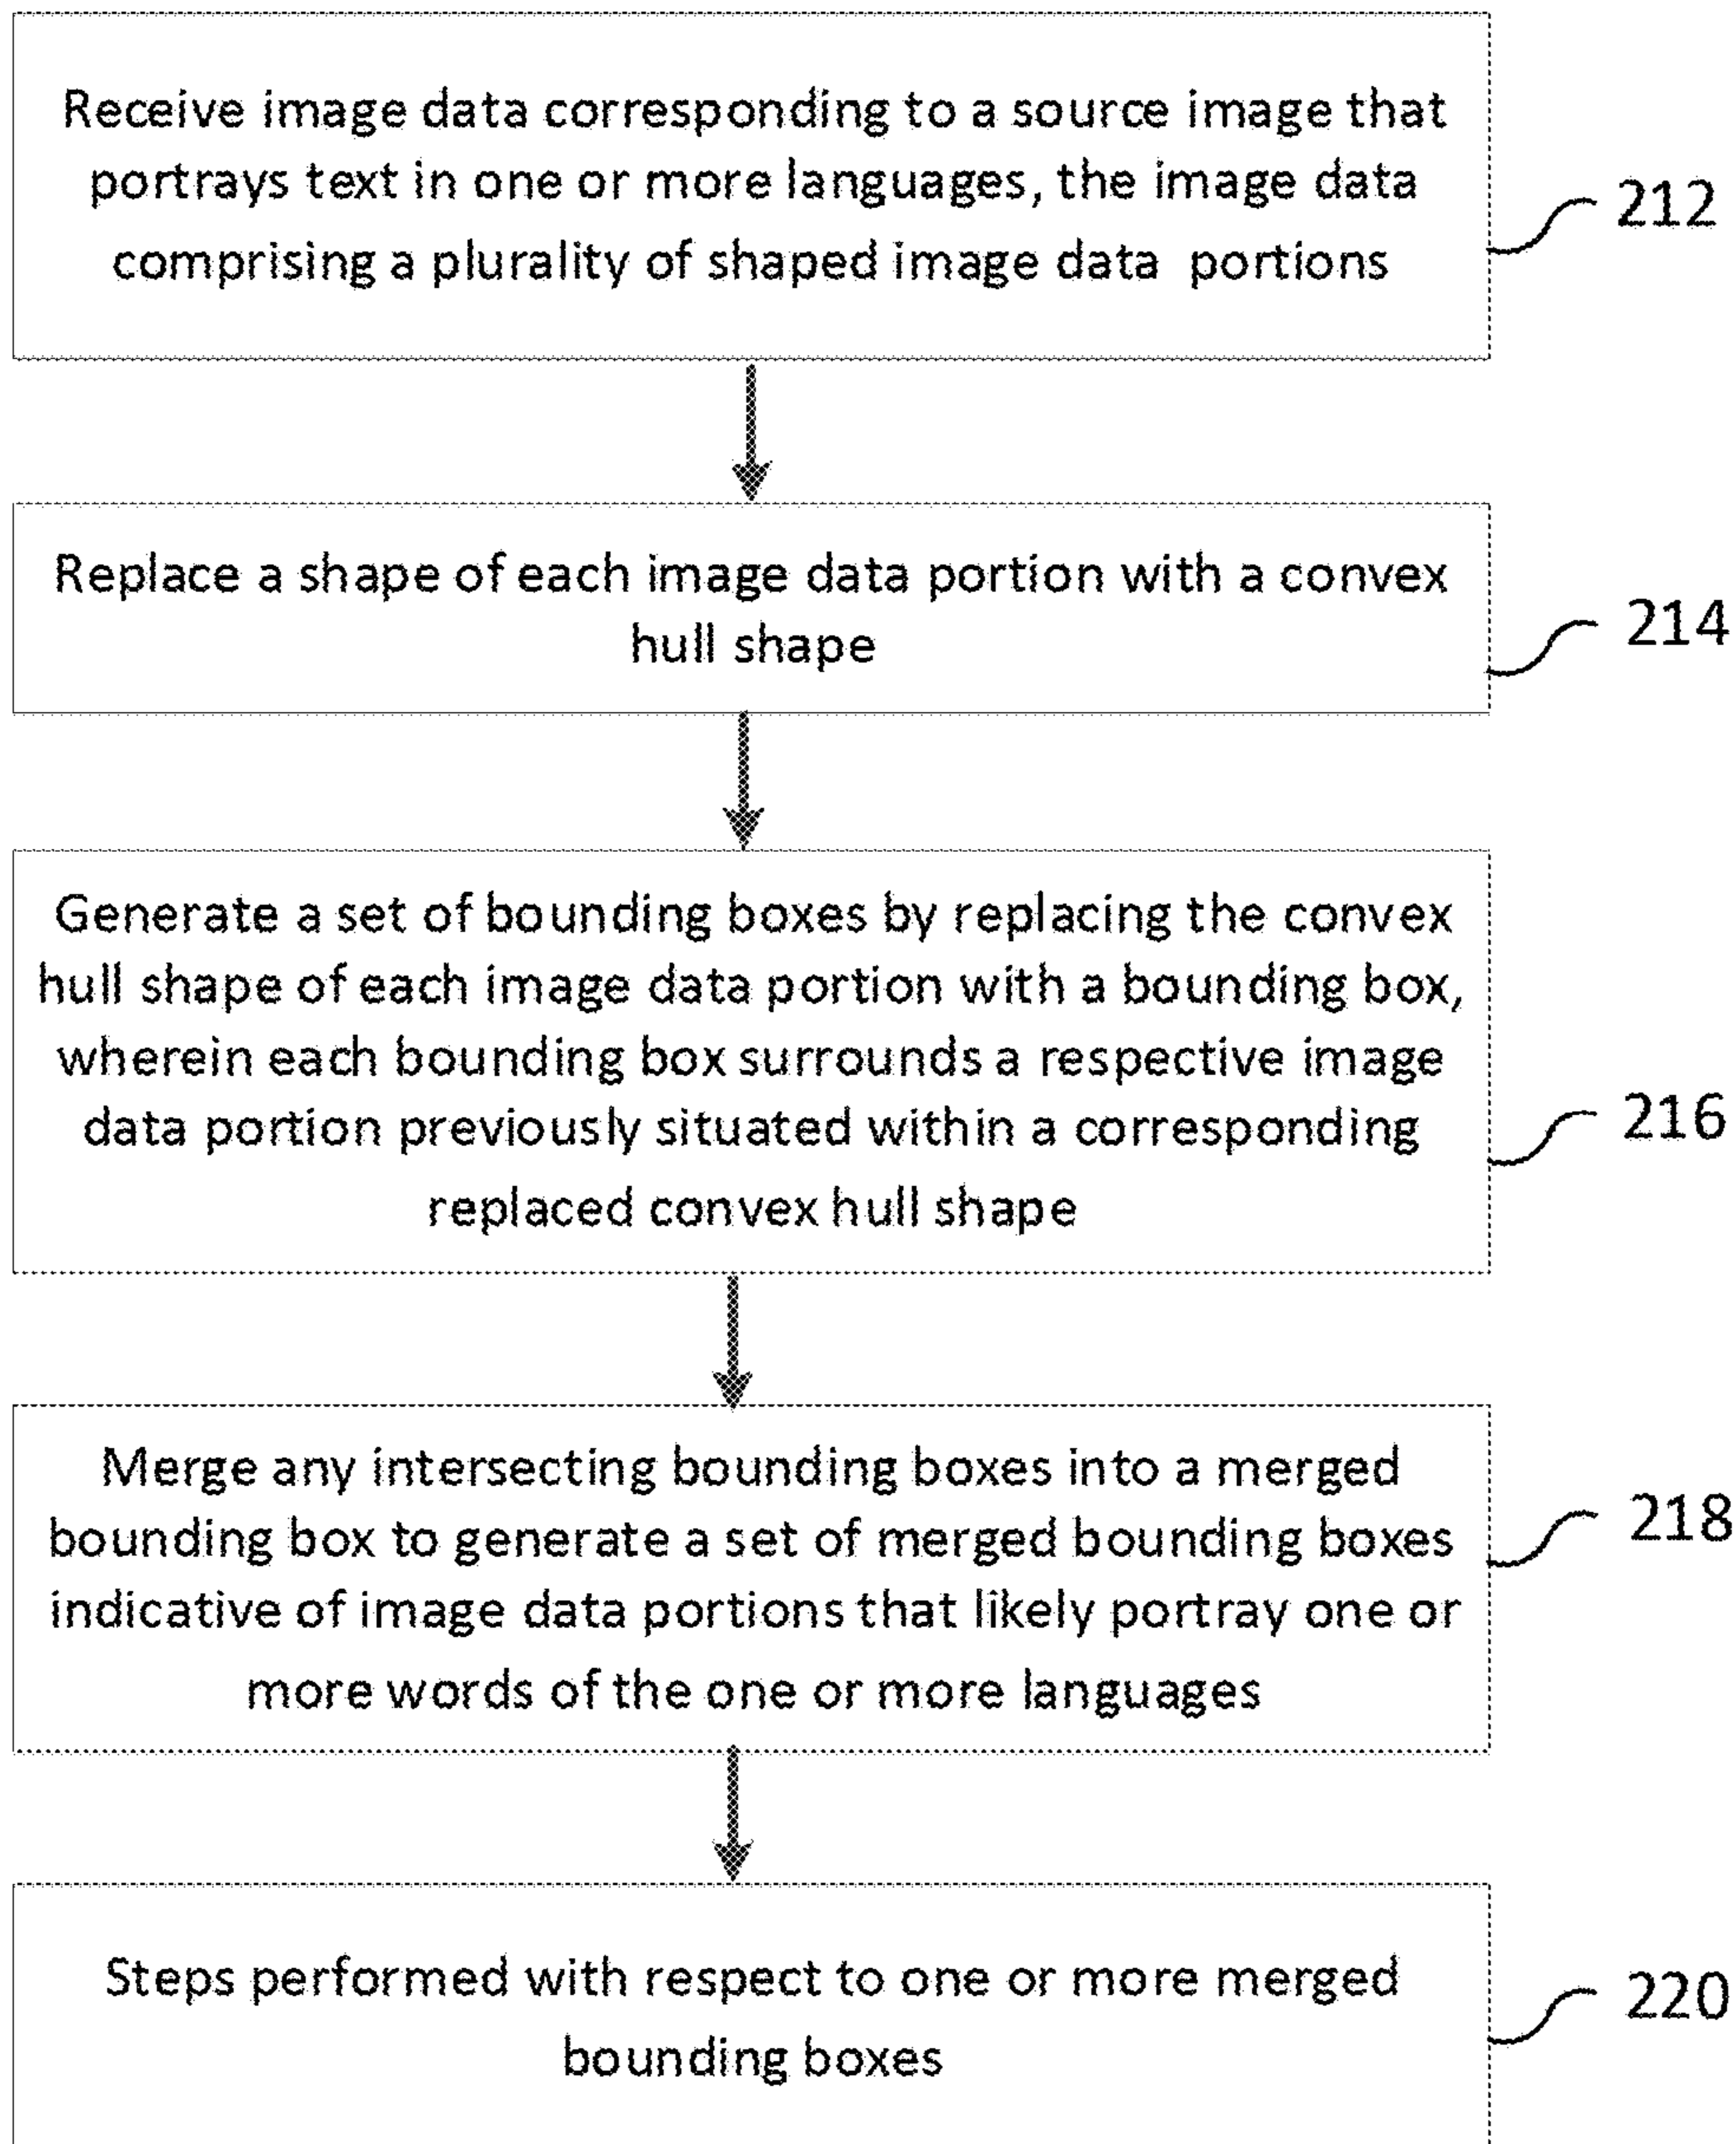 Receive image data corresponding to a source image that
portrays text in one or more languages, the image data
comprising a plurality of shaped image data portions
212
Replace a shape of each image data portion with a convex
hull shape
214
Generate a set of bounding boxes by replacing the convex
hull shape of each image data portion with a bounding box,
wherein each bounding box surrounds a respective image
data portion previously situated within a corresponding
replaced convex hull shape
216
Merge any intersecting bounding boxes into a merged
bounding box to generate a set of merged bounding boxes
indicative of image data portions that likely portray one or
more words of the one or more languages
218
Steps performed with respect to one or more merged
bounding boxes
220